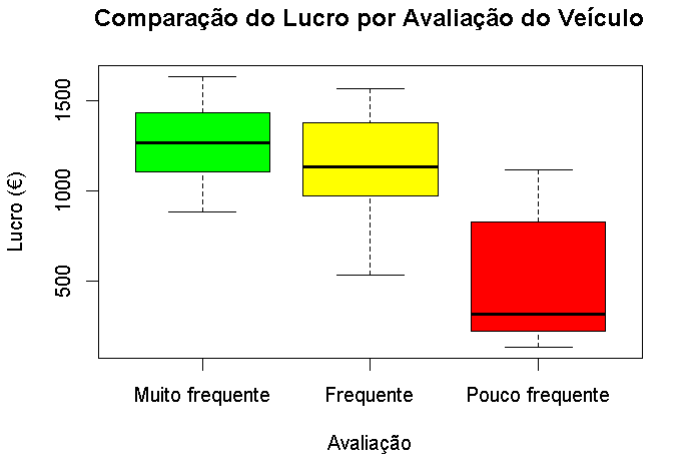 Comparação do Lucro por Avaliação do Veículo
Lucro (€)
1500
1000
500
Muito frequente
Frequente
Pouco frequente
Avaliação